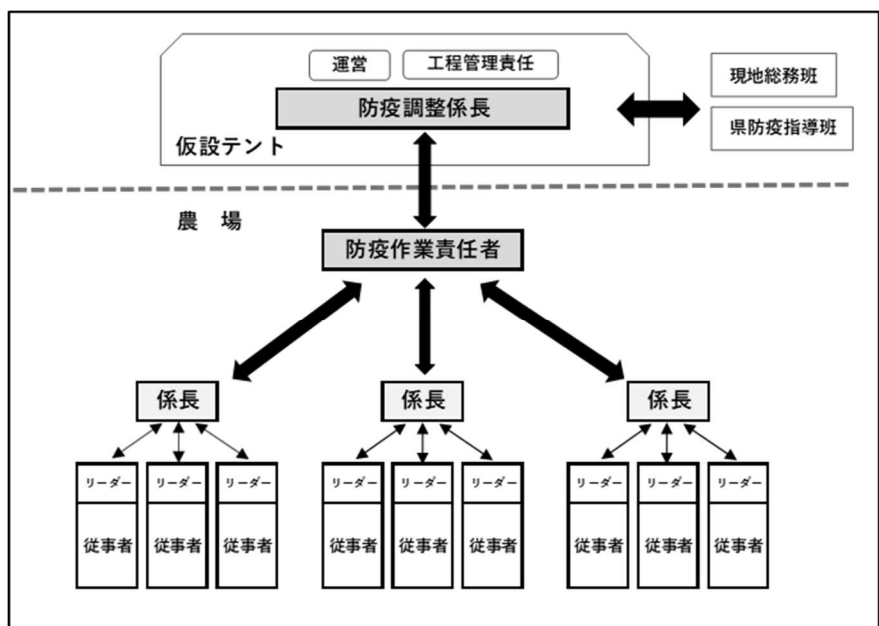 運営
工程管理責任
防疫調整係長
仮設テント
現地総務班
県防疫指導班
農　場
防疫作業責任者
係長
係長
係長
リーダー
リーダー
リーダー
リーダー
リーダー
リーダー
リーダー
リーダー
リーダー
従事者
従事者
従事者
従事者
従事者
従事者
従事者
従事者
従事者